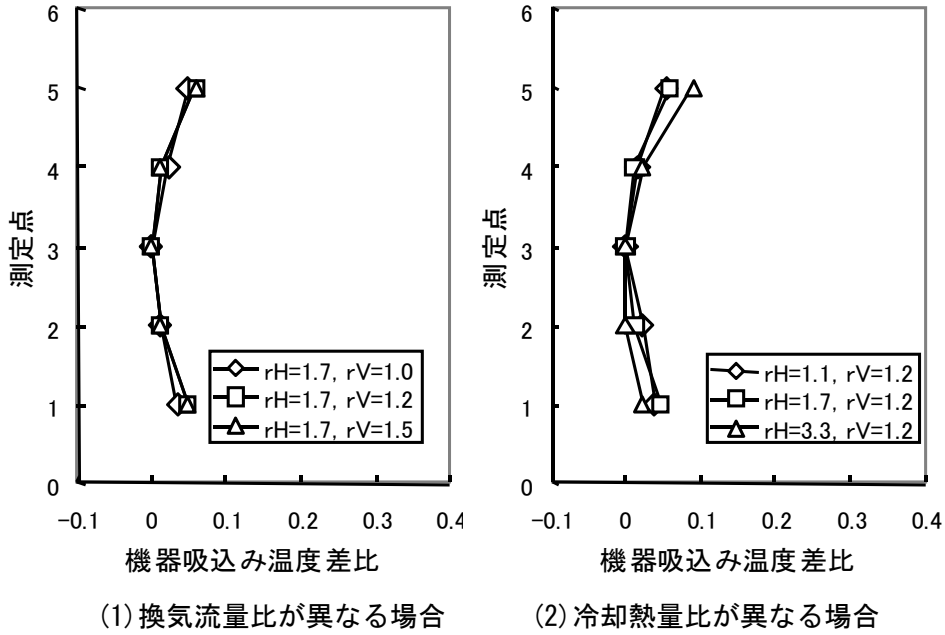 6
5
4
3
2
1
0
測定点
-0.1 0 0.1 0.2 0.3 0.4
機器吸込み温度差比
rH=1.7, rV=1.0
rH=1.7, rV=1.2
rH=1.7, rV=1.5
(1)換気流量比が異なる場合
6
5
4
3
2
1
0
測定点
-0.1 0 0.1 0.2 0.3 0.4
機器吸込み温度差比
rH=1.1, rV=1.2
rH=1.7, rV=1.2
rH=3.3, rV=1.2
(2)冷却熱量比が異なる場合